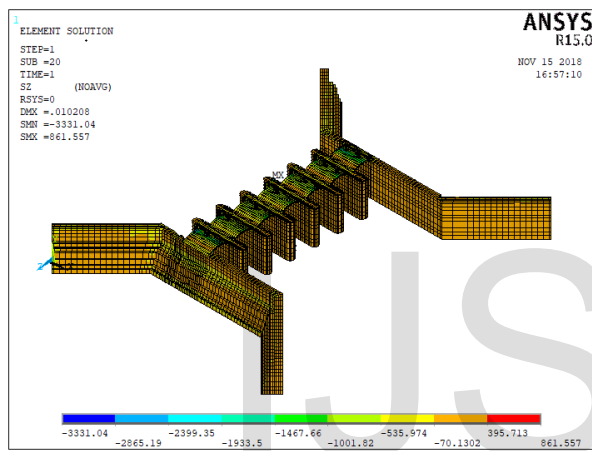 1
ELEMENT SOLUTION
STEP=1
SUB =20
TIME=1
SZ (NOAVG)
RSYS=0
DMX =.010208
SMN =-3331.04
SMX =861.557
ANSYS
R15.0
NOV 15 2018
16:57:10
MX
Z
-3331.04 -2399.35 -1467.66 -535.974 395.713
-2865.19 -1933.5 -1001.82 -70.1302 861.557
IJS